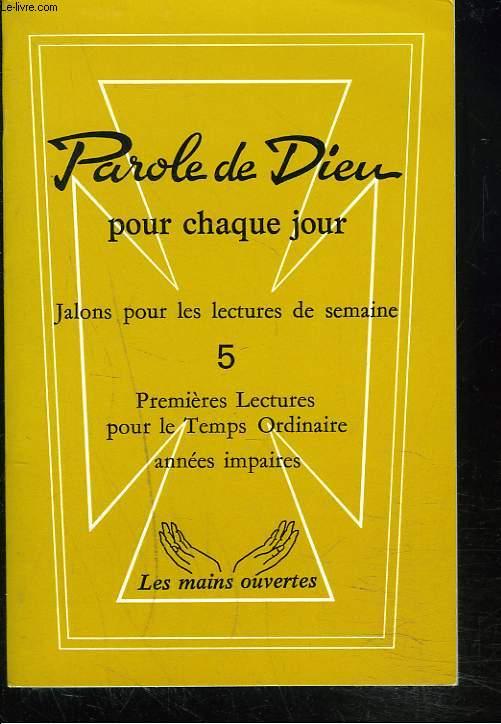 Le-livre.com
Parole de Dieu
pour chaque jour
Jalons pour les lectures de semaine
5
Premières Lectures
pour le Temps Ordinaire
années impaires
Les mains ouvertes